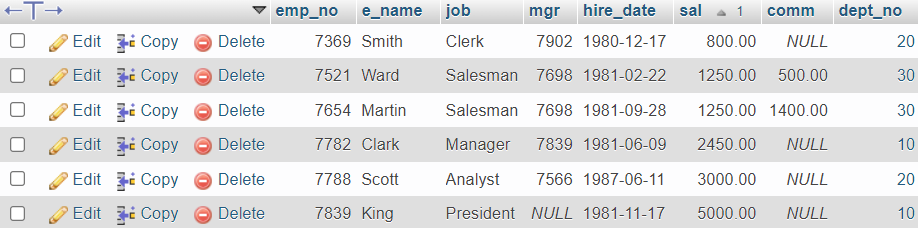 emp_no e_name job mgr hire_date sal 1 comm dept_no
Edit Copy Delete 7369 Smith Clerk 7902 1980-12-17 800.00 NULL 20
Edit Copy Delete 7521 Ward Salesman 7698 1981-02-22 1250.00 500.00 30
Edit Copy Delete 7654 Martin Salesman 7698 1981-09-28 1250.00 1400.00 30
Edit Copy Delete 7782 Clark Manager 7839 1981-06-09 2450.00 NULL 10
Edit Copy Delete 7788 Scott Analyst 7566 1987-06-11 3000.00 NULL 20
Edit Copy Delete 7839 King President NULL 1981-11-17 5000.00 NULL 10